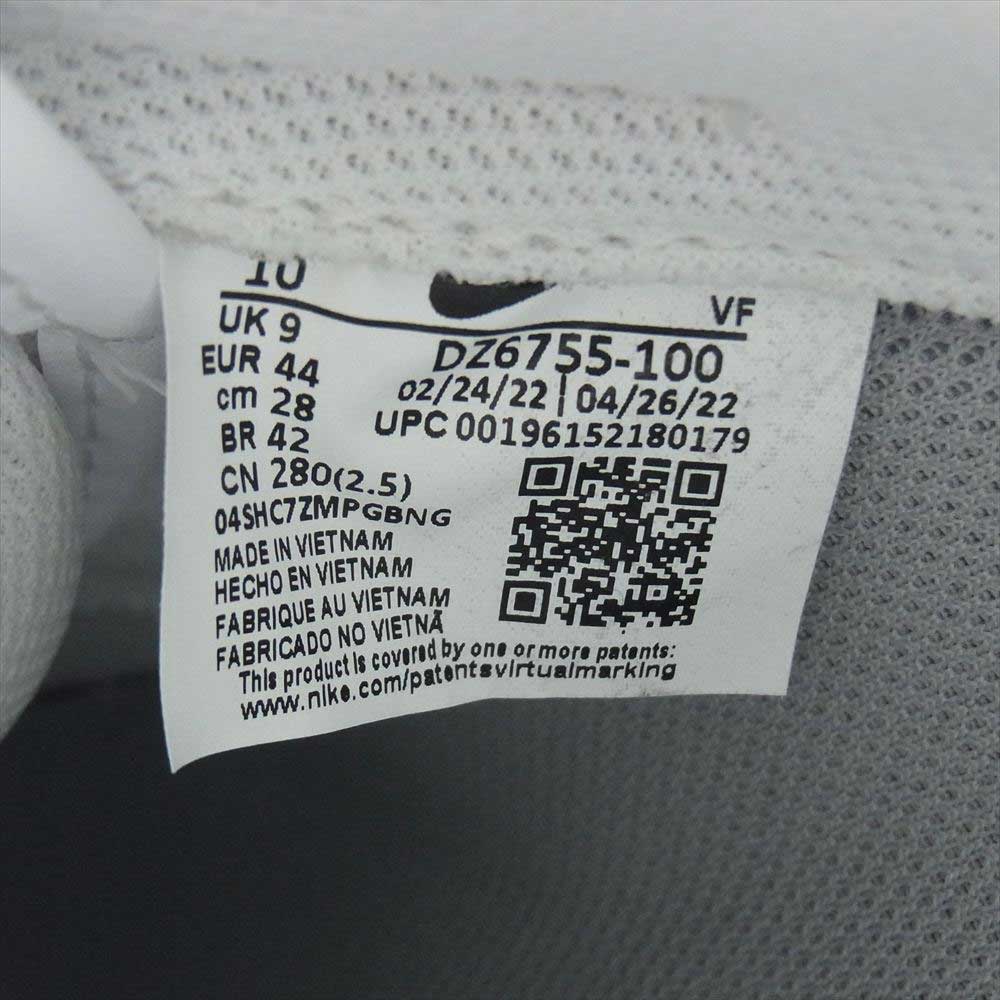 10
VF
UK 9
EUR 44
cm 28
BR 42
CN 280(2.5)
DZ6755-100
02/24/22 | 04/26/22
UPC 00196152180179
04SHC7ZMPGBNG
MADE IN VIETNAM
HECHO EN VIETNAM
FABRIQUE AU VIETNAM
FABRICADO NO VIETNÃ
This product is covered by one or more patents:
www.nike.com/patentsvirtualmarking